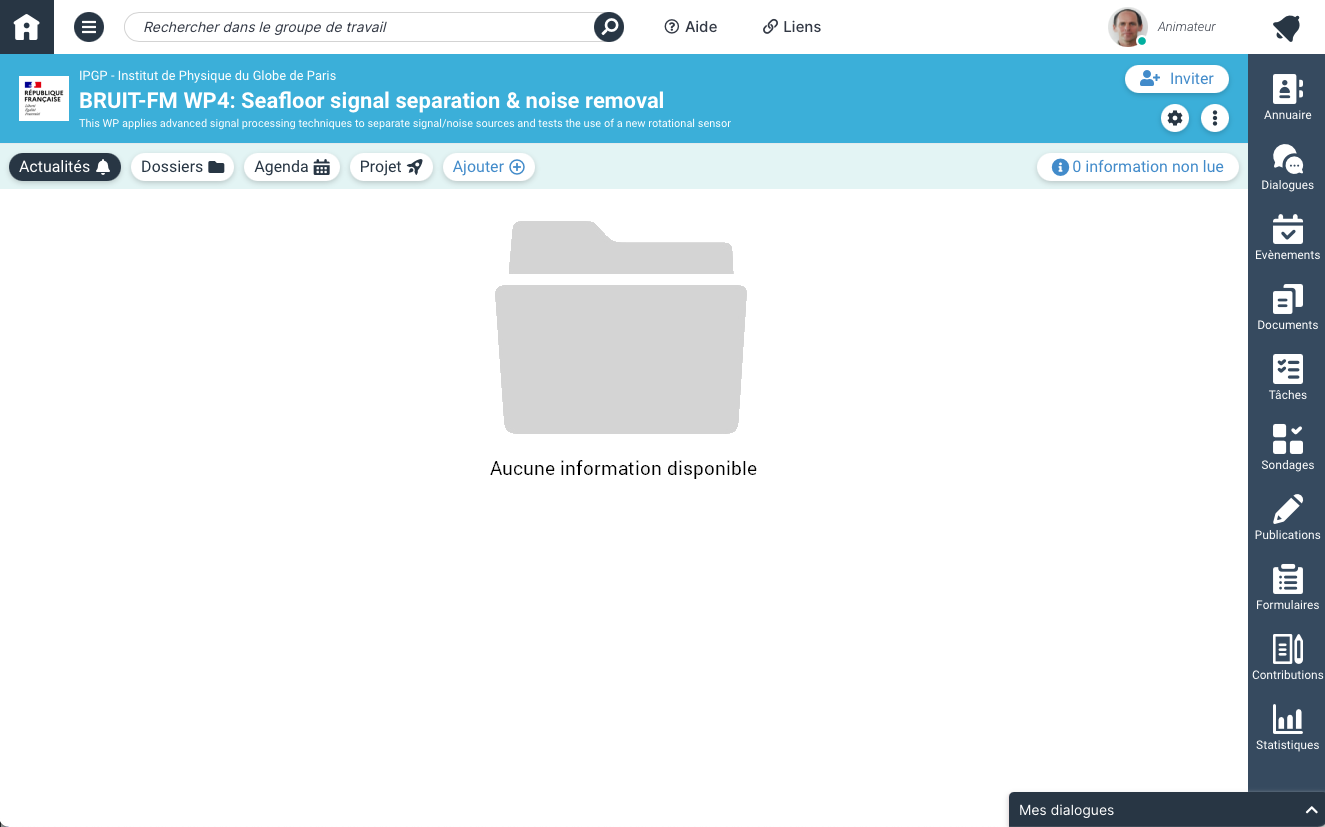 Rechercher dans le groupe de travail
Aide
Liens
Animateur
RÉPUBLIQUE
FRANÇAISE
IPGP - Institut de Physique du Globe de Paris
BRUIT-FM WP4: Seafloor signal separation & noise removal
This WP applies advanced signal processing techniques to separate signal/noise sources and tests the use of a new rotational sensor
Inviter
Actualités
Dossiers
Agenda
Projet
Ajouter
0 information non lue
Aucune information disponible
Annuaire
Dialogues
Evènements
Documents
Tâches
Sondages
Publications
Formulaires
Contributions
Statistiques
Mes dialogues